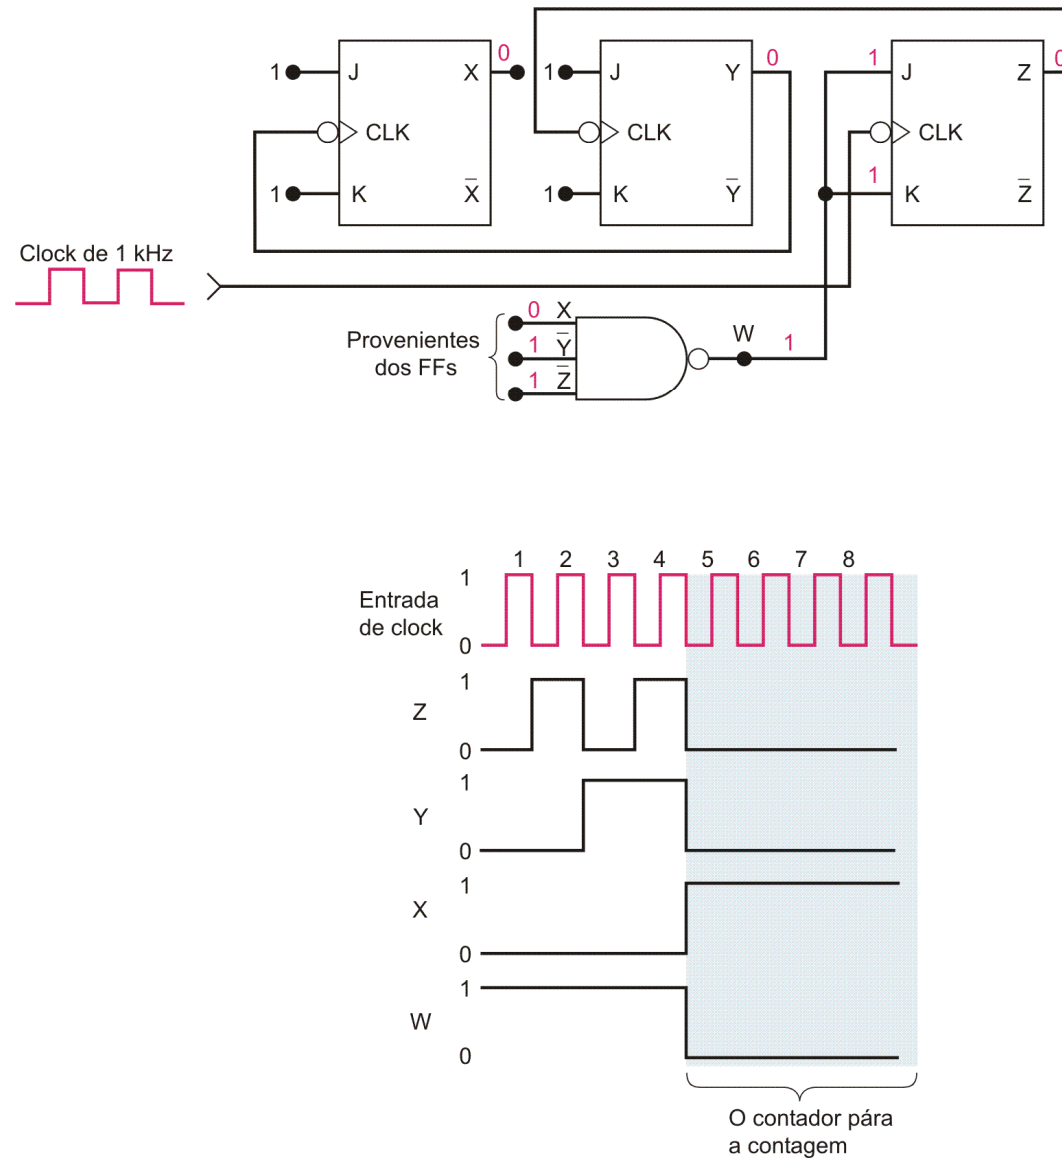 0 0 1 0
1 J X 1 J Y J Z
CLK CLK CLK
1 K X̅ 1 K Y̅ 1 K Z̅
Clock de 1 kHz
Provenientes
dos FFs
0 X
1 Y̅
1 Z̅
W 1
1 2 3 4 5 6 7 8
Entrada
de clock
1
0
Z
1
0
Y
1
0
X
1
0
W
1
0
O contador pára
a contagem